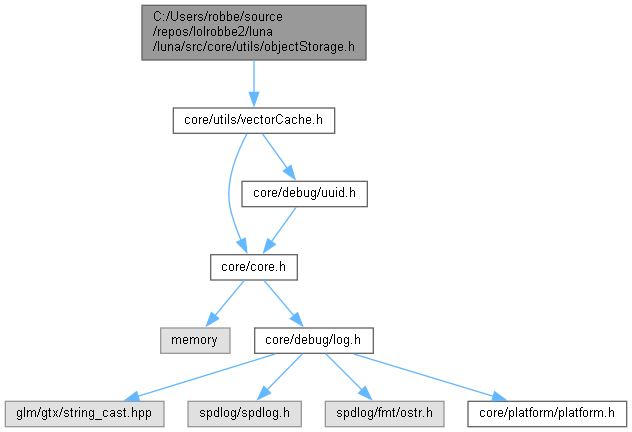 C:/Users/robbe/source
/repos/lolrobbe2/luna
/luna/src/core/utils/objectStorage.h
core/utils/vectorCache.h
core/debug/uuid.h
core/core.h
memory
core/debug/log.h
glm/gtx/string_cast.hpp
spdlog/spdlog.h
spdlog/fmt/ostr.h
core/platform/platform.h